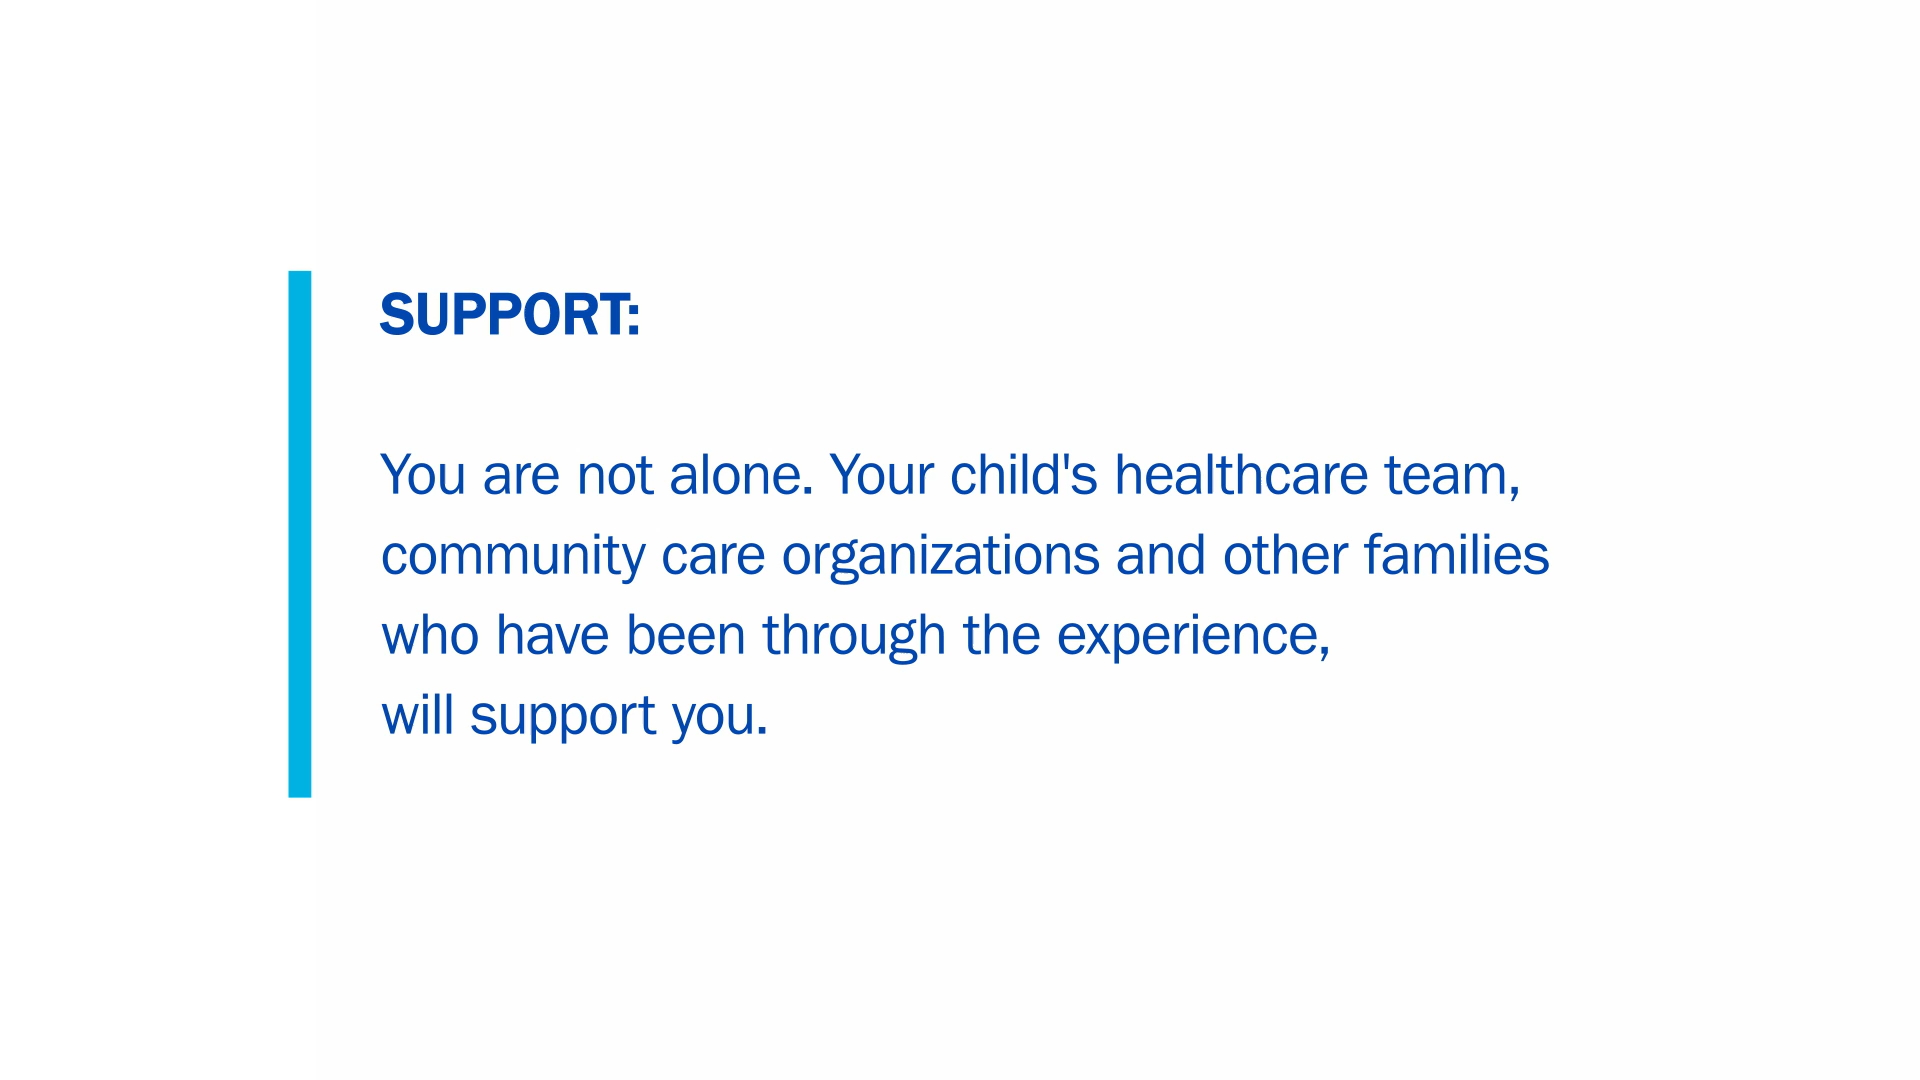 SUPPORT:
You are not alone. Your child's healthcare team,
community care organizations and other families
who have been through the experience,
will support you.